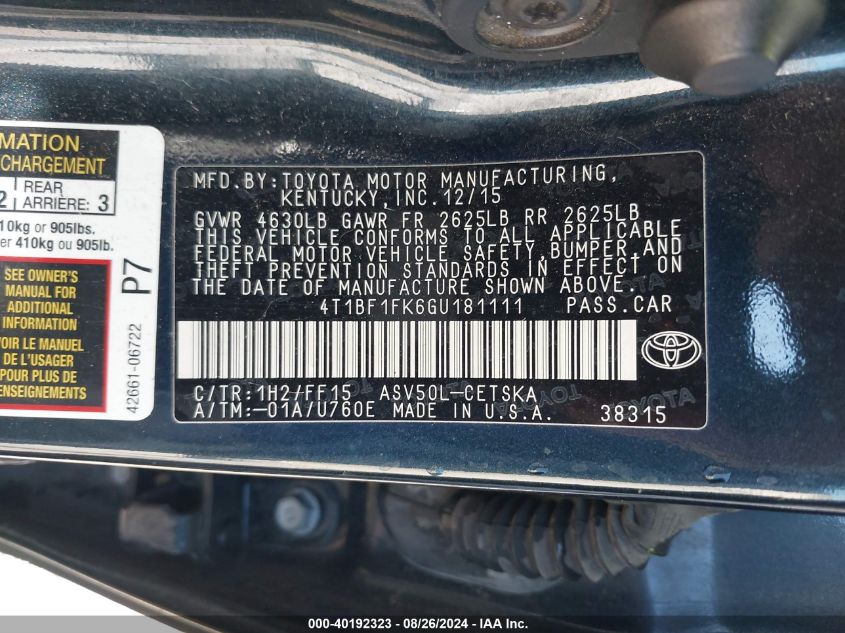 MATION
CHARGEMENT
2 REAR
ARRIÈRE: 3
10kg or 905lbs.
er 410kg ou 905lb.
SEE OWNER'S
MANUAL FOR
ADDITIONAL
INFORMATION
VOIR LE MANUEL
DE L'USAGER
POUR PLUS DE
RENSEIGNEMENTS
P7
42661-06722
MFD.BY:TOYOTA MOTOR MANUFACTURING,
KENTUCKY, INC.12/15
GVWR 4630LB GAWR FR 2625LB RR 2625LB
THIS VEHICLE CONFORMS TO ALL APPLICABLE
FEDERAL MOTOR VEHICLE SAFETY,BUMPER,AND
THEFT PREVENTION STANDARDS IN EFFECT ON
THE DATE OF MANUFACTURE SHOWN ABOVE.
4T1BF1FK6GU181111 PASS.CAR
C/TR:1H2/FF15 ASV50L-CETSKA
A/TM:-01A/U760E MADE IN U.S.A. 38315
TOYOTA
000-40192323 - 08/26/2024 - IAA Inc.